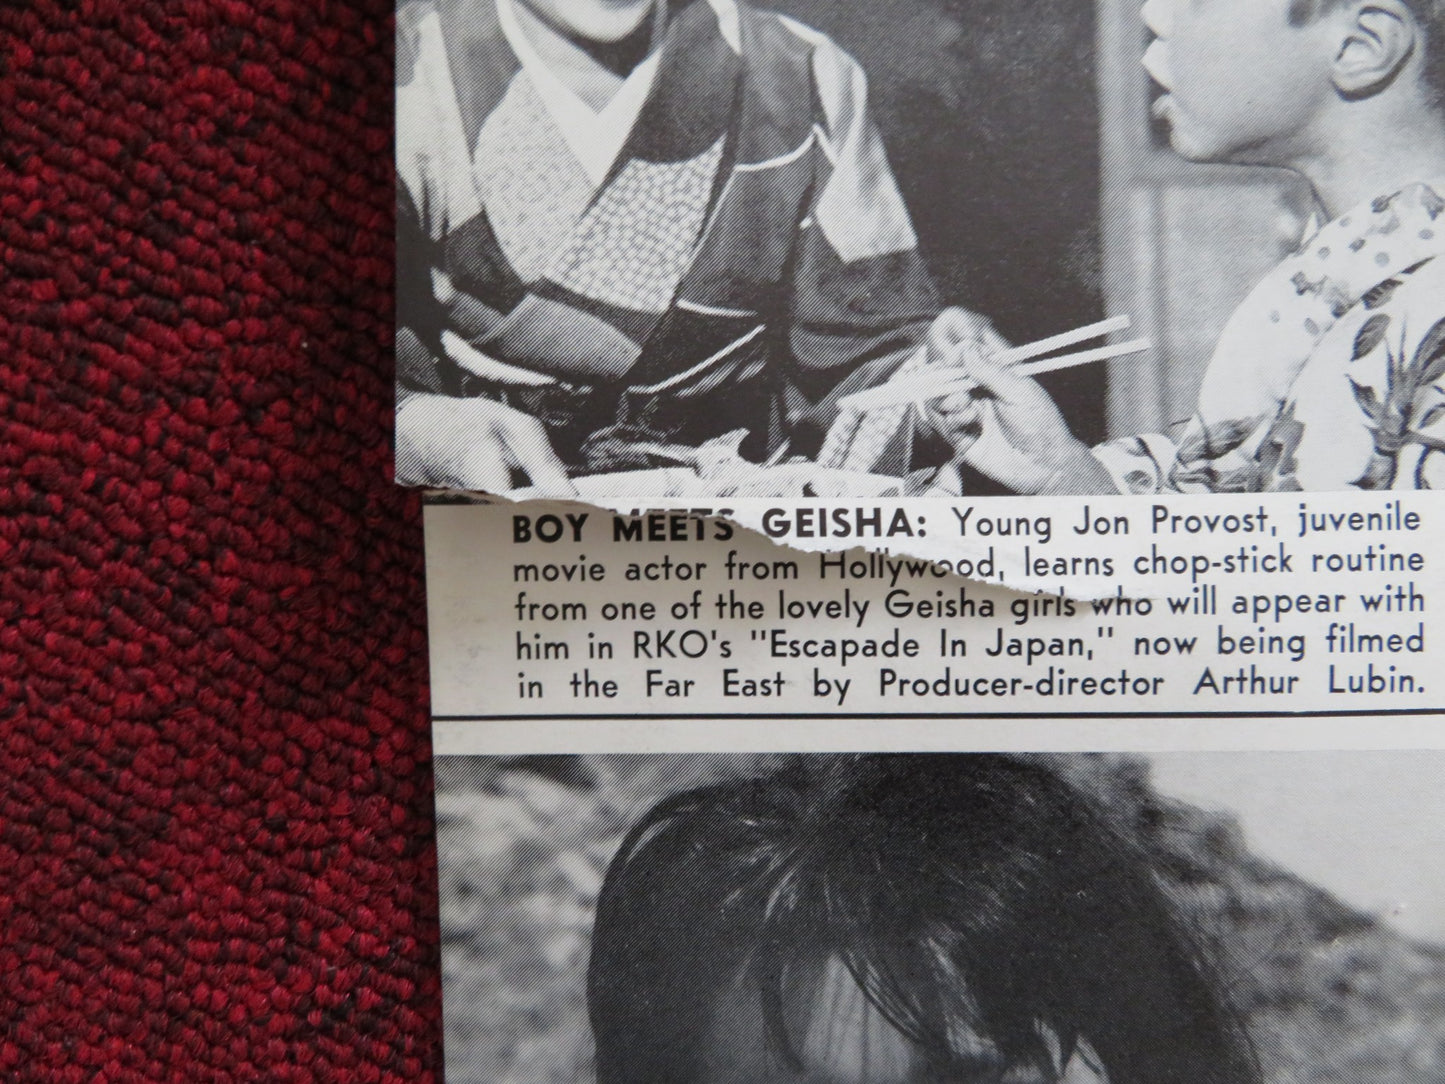 BOY MEETS GEISHA: Young Jon Provost, juvenile
movie actor from Hollywood, learns chop-stick routine
from one of the lovely Geisha girls who will appear with
him in RKO's "Escapade In Japan," now being filmed
in the Far East by Producer-director Arthur Lubin.